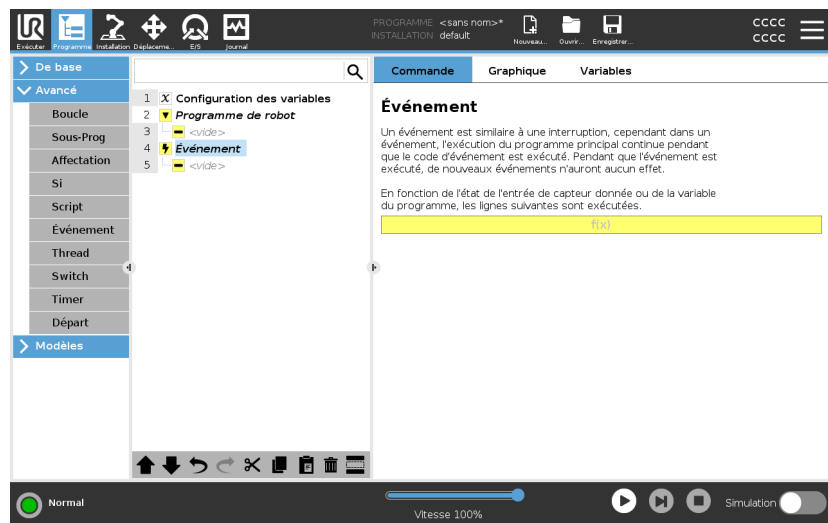 PROGRAMME <sans nom>*
INSTALLATION default
cccc
cccc
Exécuter Programme Installation Déplaceme... E/S Journal
Nouveau... Ouvrir... Enregistrer...
De base
Avancé
Boucle
Sous-Prog
Affectation
Si
Script
Événement
Thread
Switch
Timer
Départ
Modèles
1 X Configuration des variables
2 Programme de robot
3 <vide>
4 Événement
5 <vide>
Commande Graphique Variables
Événement
Un événement est similaire à une interruption, cependant dans un
événement, l'exécution du programme principal continue pendant
que le code d'événement est exécuté. Pendant que l'événement est
exécuté, de nouveaux événements n'auront aucun effet.
En fonction de l'état de l'entrée de capteur donnée ou de la variable
du programme, les lignes suivantes sont exécutées.
f(x)
Normal
Vitesse 100%
Simulation